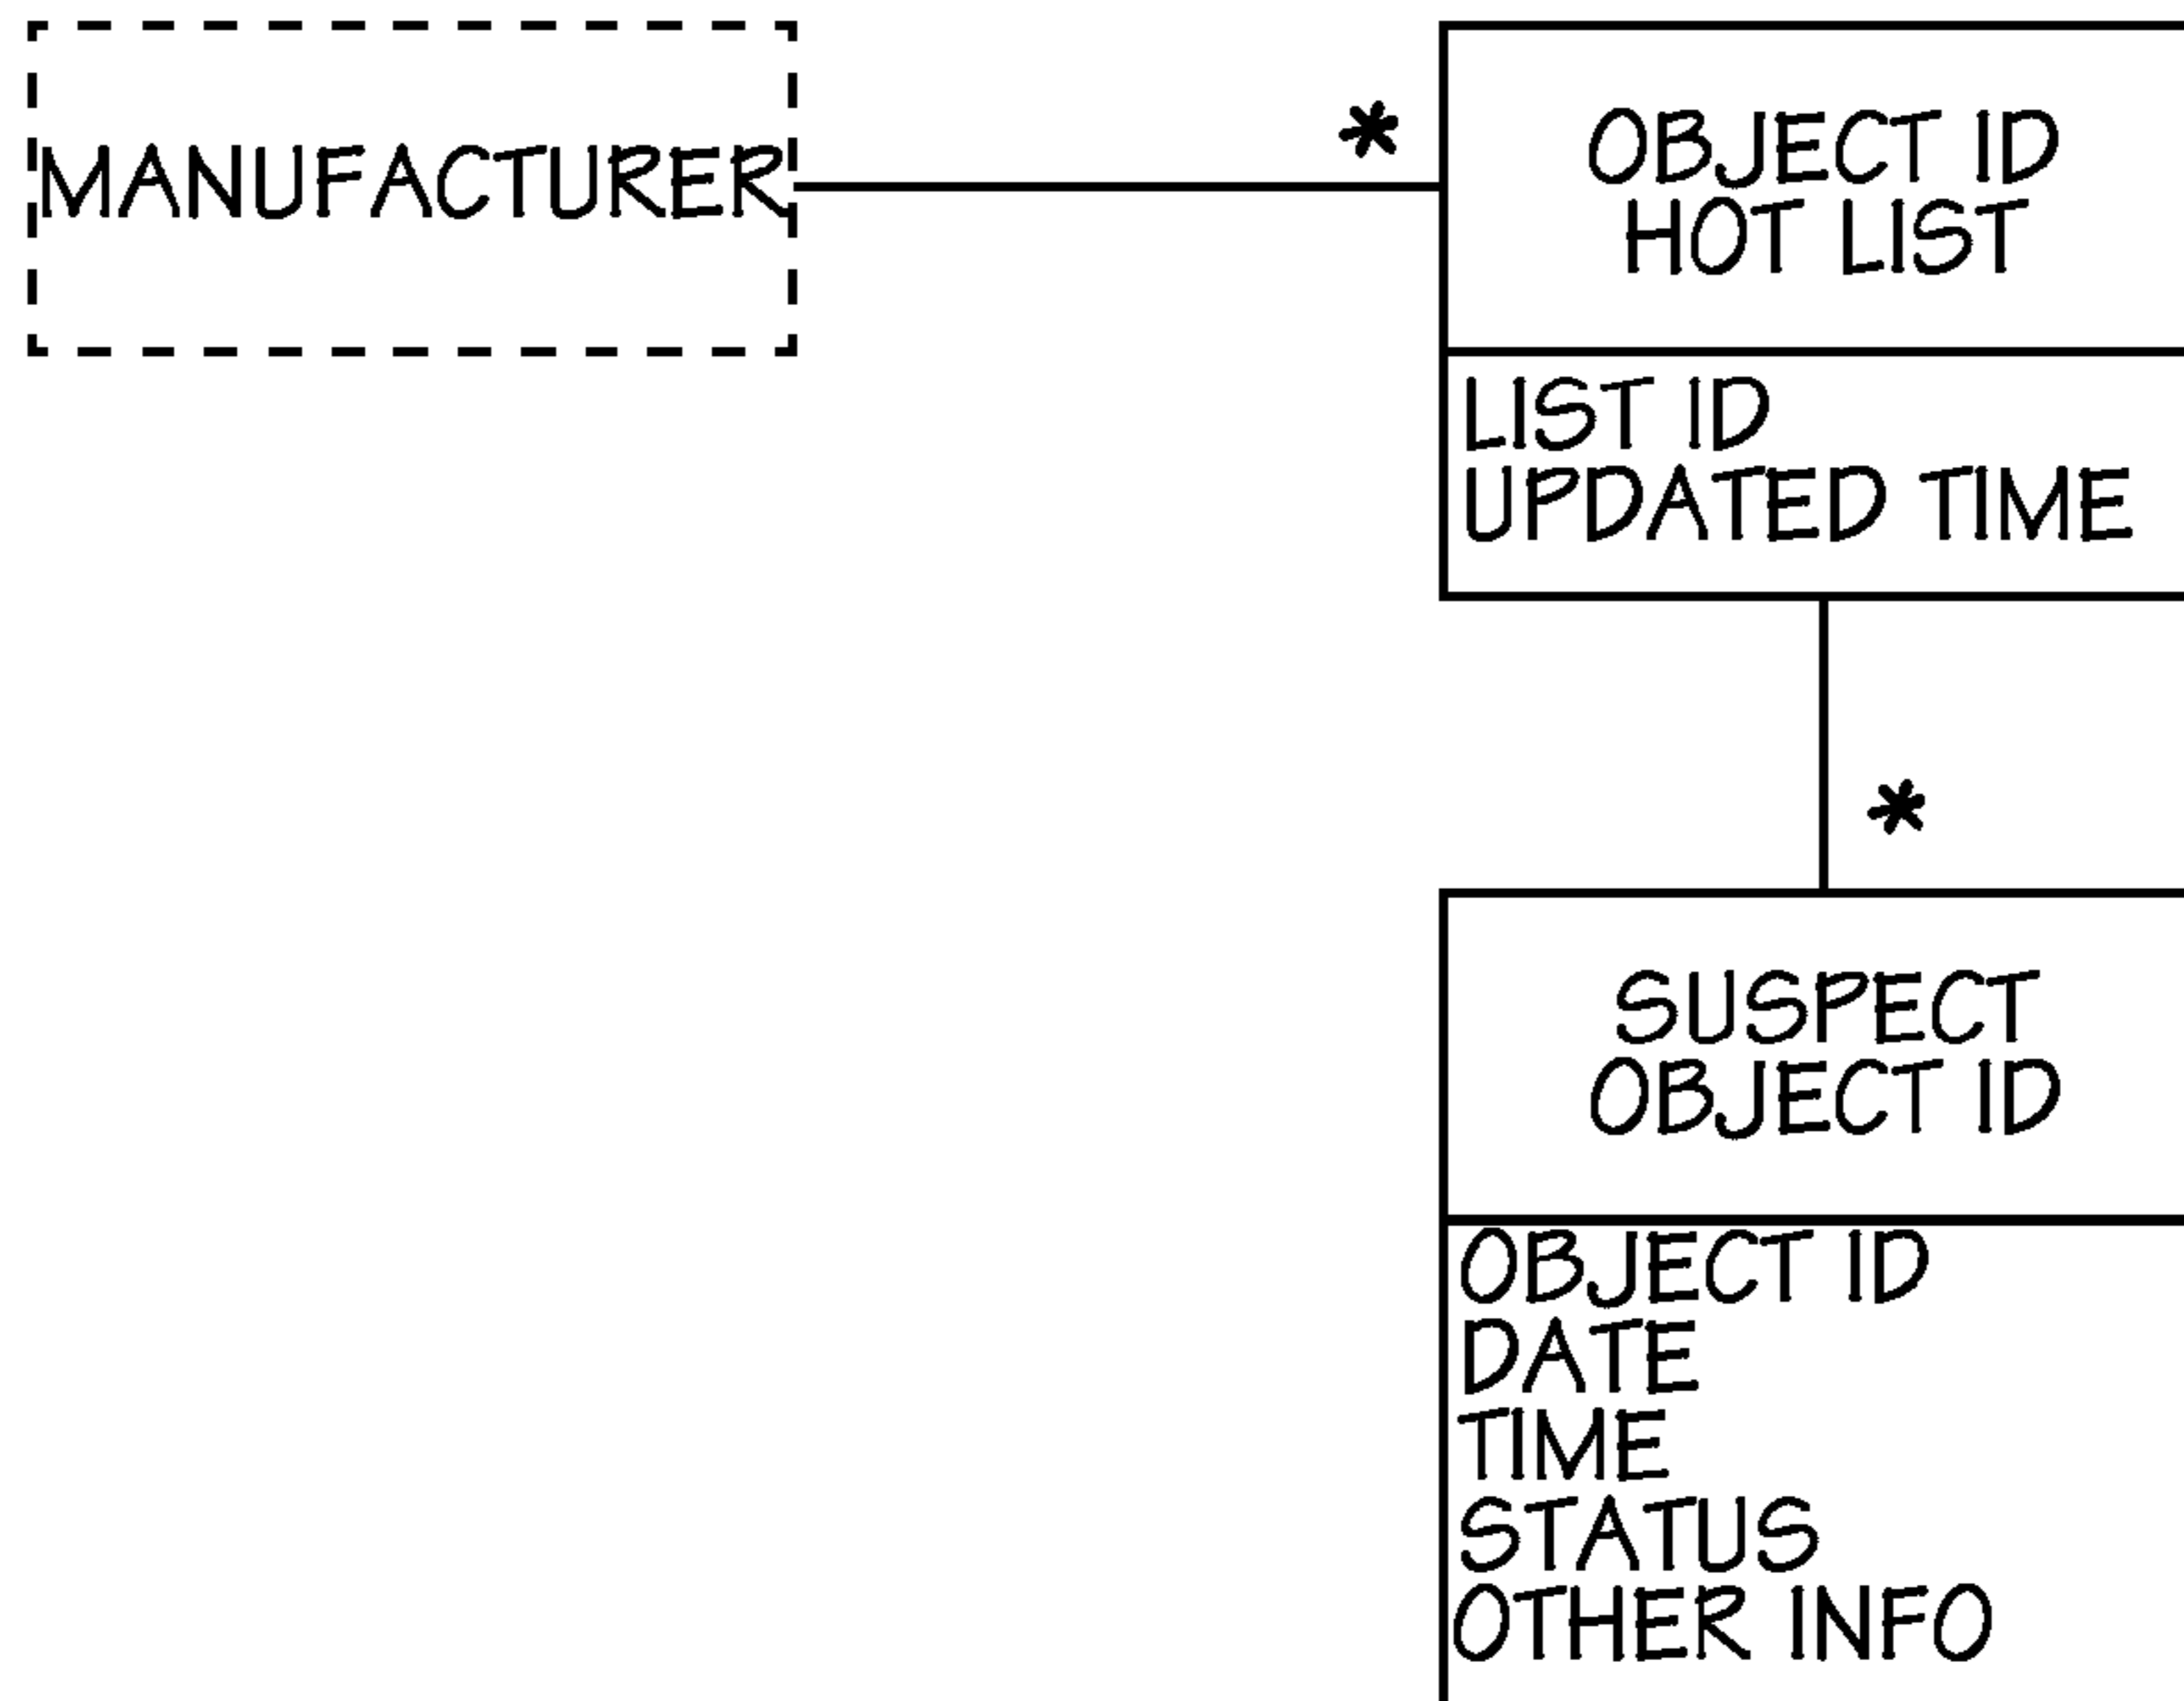 MANUFACTURER
*
OBJECT ID
HOT LIST
LIST ID
UPDATED TIME
*
SUSPECT
OBJECT ID
OBJECT ID
DATE
TIME
STATUS
OTHER INFO